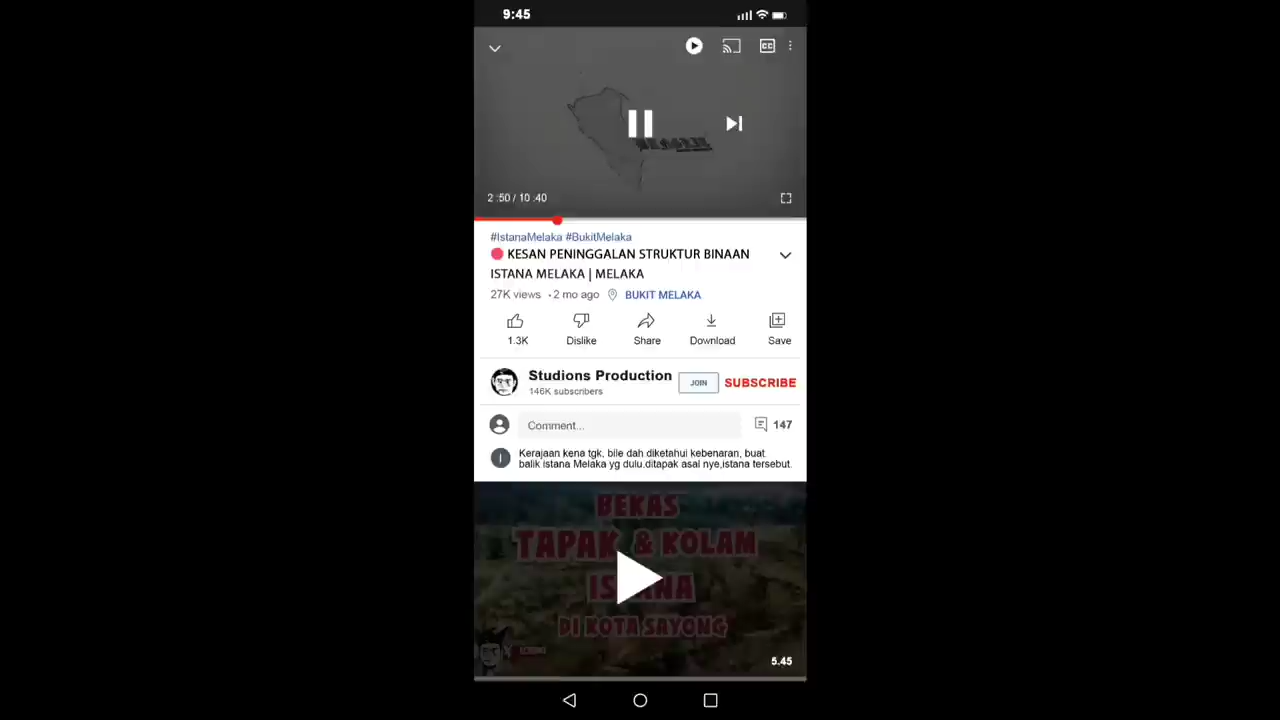 9:45
CC
2 :50 / 10 :40
#IstanaMelaka #BukitMelaka
KESAN PENINGGALAN STRUKTUR BINAAN
ISTANA MELAKA | MELAKA
27K views • 2 mo ago BUKIT MELAKA
1.3K Dislike Share Download Save
Studions Production JOIN SUBSCRIBE
146K subscribers
Comment... 147
I
Kerajaan kena tgk, bile dah diketahui kebenaran, buat
balik istana Melaka yg dulu.ditapak asal nye,istana tersebut.
BEKAS
TAPAK & KOLAM
ISTANA
DI KOTA SAYONG
5.45